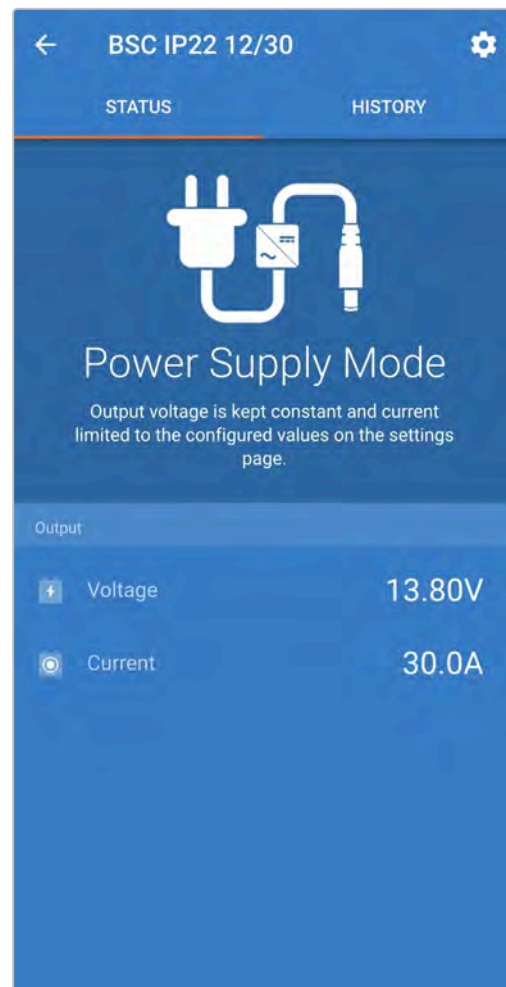 BSC IP22 12/30
STATUS HISTORY
Power Supply Mode
Output voltage is kept constant and current
limited to the configured values on the settings
page.
Output
Voltage 13.80V
Current 30.0A